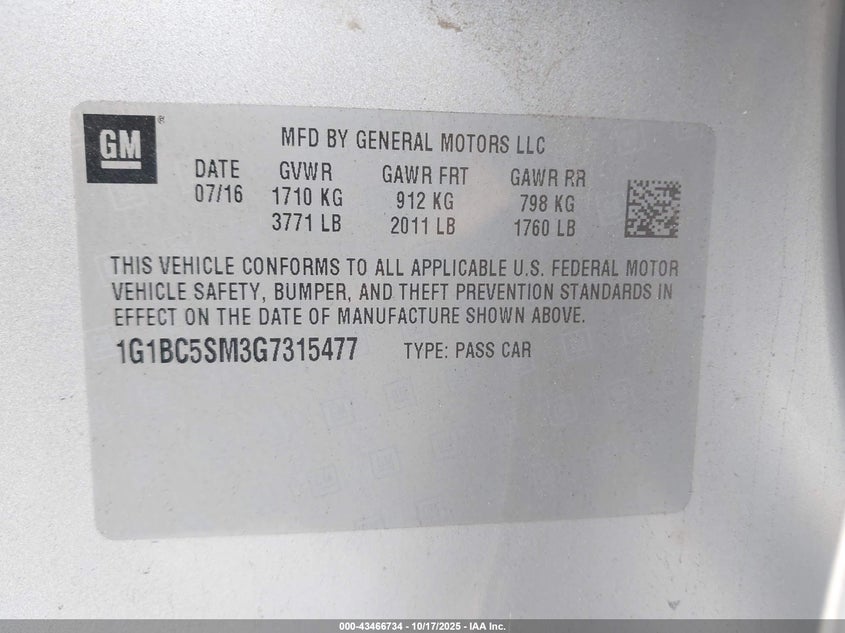 GM®
MFD BY GENERAL MOTORS LLC
DATE GVWR GAWR FRT GAWR RR
07/16 1710 KG 912 KG 798 KG
3771 LB 2011 LB 1760 LB
THIS VEHICLE CONFORMS TO ALL APPLICABLE U.S. FEDERAL MOTOR
VEHICLE SAFETY, BUMPER, AND THEFT PREVENTION STANDARDS IN
EFFECT ON THE DATE OF MANUFACTURE SHOWN ABOVE.
1G1BC5SM3G7315477 TYPE: PASS CAR
000-43466734 - 10/17/2025 - IAA Inc.